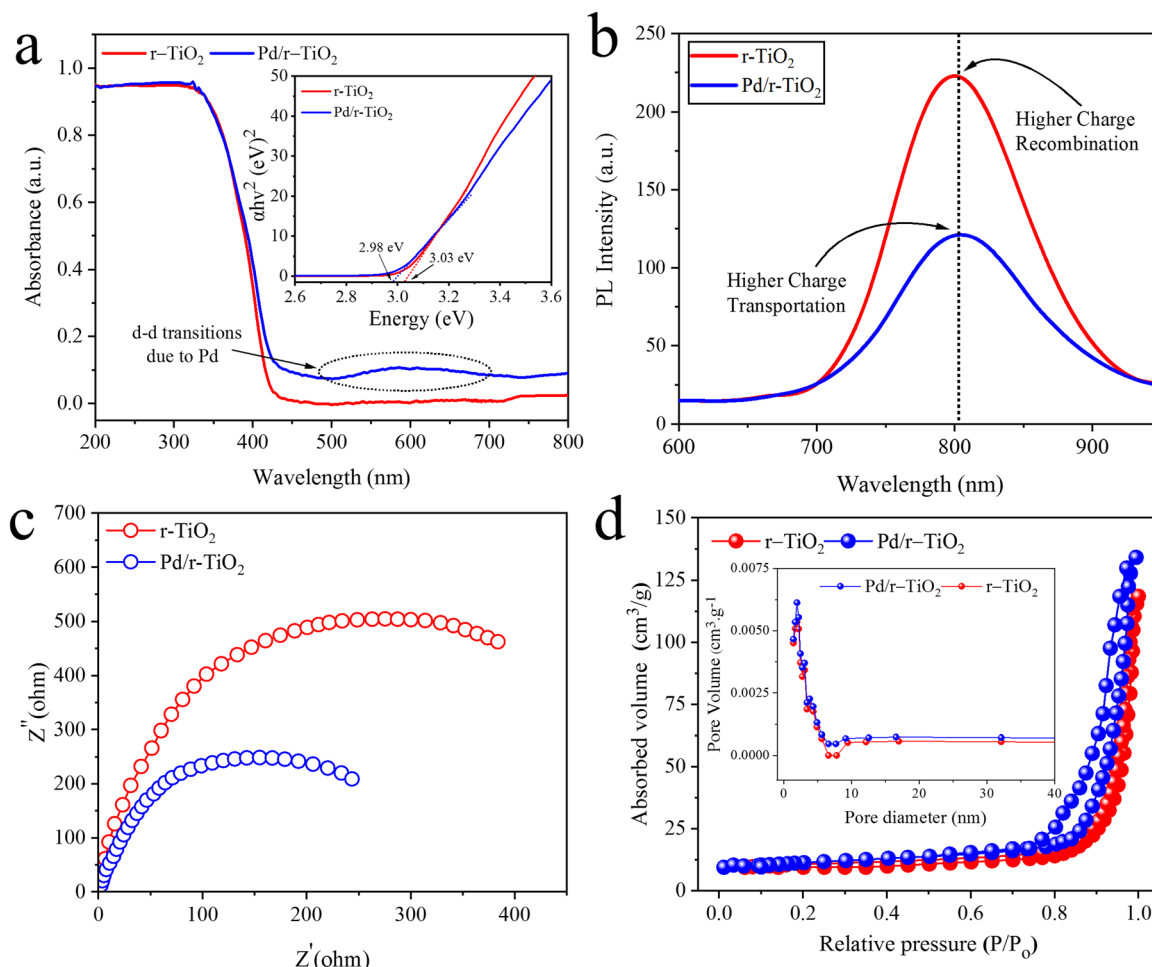 a
r–TiO₂ Pd/r–TiO₂
1.0
0.8
0.6
0.4
0.2
0.0
Absorbance (a.u.)
200 300 400 500 600 700 800
Wavelength (nm)
d-d transitions
due to Pd
50
40
30
20
10
0
αhv² (eV)²
r-TiO₂
Pd/r-TiO₂
2.98 eV
3.03 eV
2.6 2.8 3.0 3.2 3.4 3.6
Energy (eV)
b
r-TiO₂
Pd/r-TiO₂
250
200
150
100
50
0
PL Intensity (a.u.)
Higher Charge
Recombination
Higher Charge
Transportation
600 700 800 900
Wavelength (nm)
c
r-TiO₂
Pd/r-TiO₂
700
600
500
400
300
200
100
0
Z''(ohm)
0 100 200 300 400
Z'(ohm)
d
r–TiO₂ Pd/r–TiO₂
150
125
100
75
50
25
0
Absorbed volume (cm³/g)
0.0 0.2 0.4 0.6 0.8 1.0
Relative pressure (P/Po)
Pd/r–TiO₂ r–TiO₂
0.0075
0.0050
0.0025
0.0000
Pore Volume (cm³.g⁻¹)
0 10 20 30 40
Pore diameter (nm)